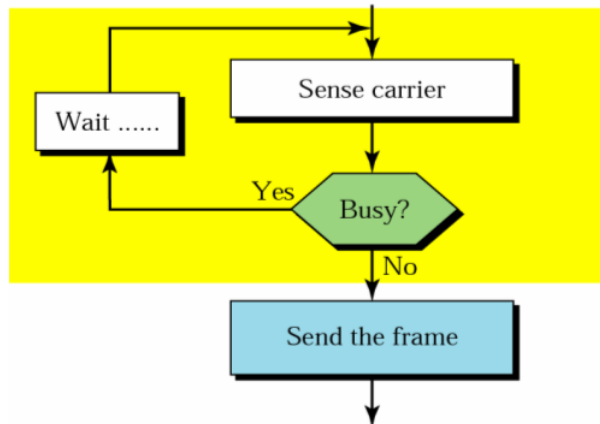 Sense carrier
Wait ......
Yes
Busy?
No
Send the frame